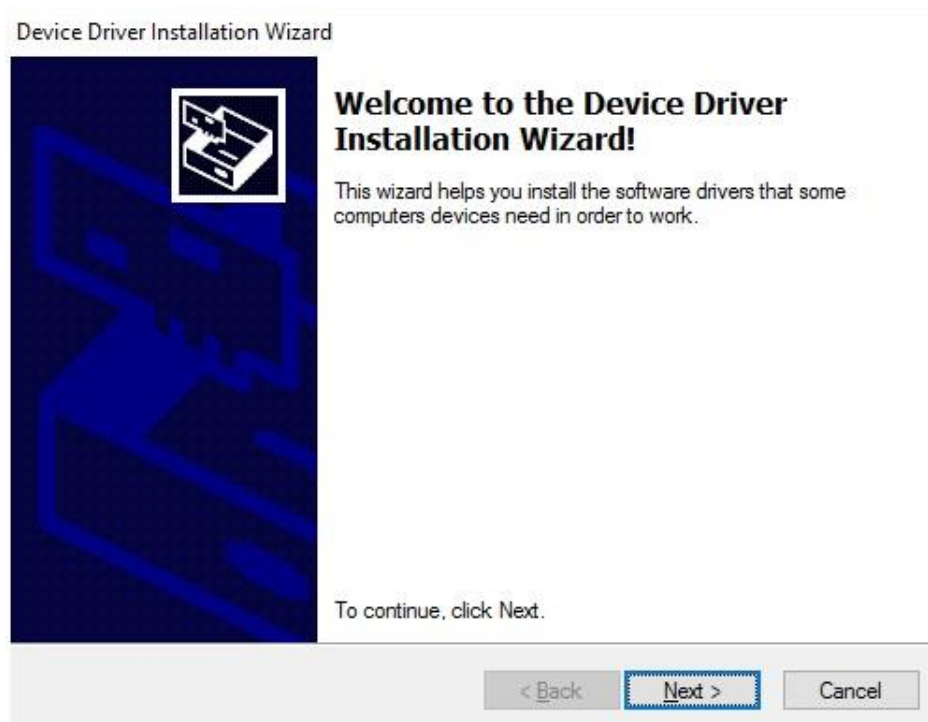 Device Driver Installation Wizard
Welcome to the Device Driver
Installation Wizard!
This wizard helps you install the software drivers that some
computers devices need in order to work.
To continue, click Next.
< Back
Next >
Cancel